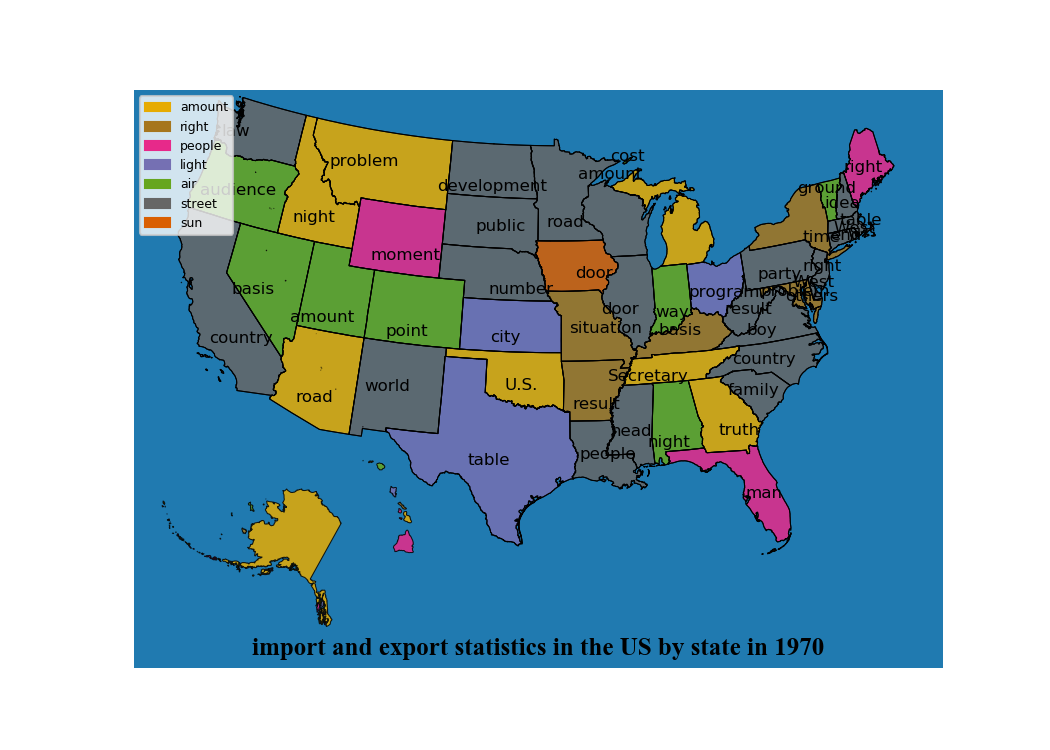 amount
right
people
light
air
street
sun
law
audience
problem
night
development
cost
amount
right
ground
idea
public
road
table
West
time
moment
door
number
basis
party
right
West
program
problem
others
amount
door
way
result
situation
basis
boy
country
point
city
country
Secretary
road
world
U.S.
family
result
truth
head
night
table
people
man
import and export statistics in the US by state in 1970